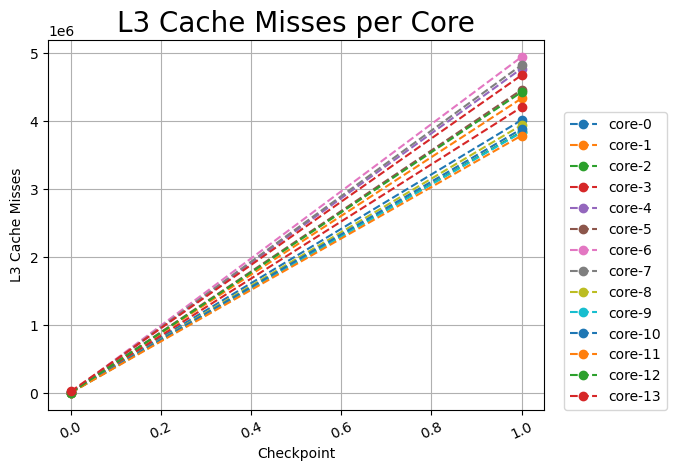 L3 Cache Misses per Core
1e6
5
4
3
2
1
0
L3 Cache Misses
0.0 0.2 0.4 0.6 0.8 1.0
Checkpoint
core-0
core-1
core-2
core-3
core-4
core-5
core-6
core-7
core-8
core-9
core-10
core-11
core-12
core-13